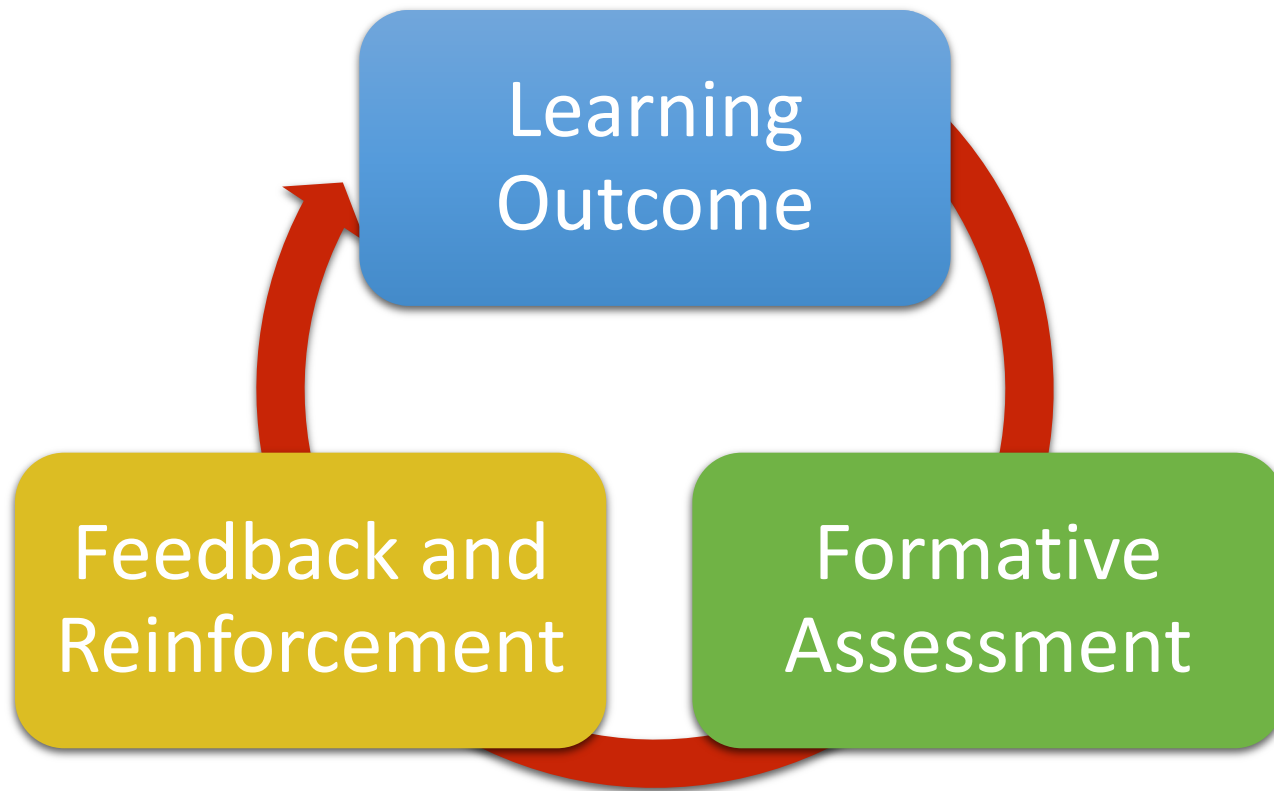 Learning
Outcome
Feedback and
Reinforcement
Formative
Assessment